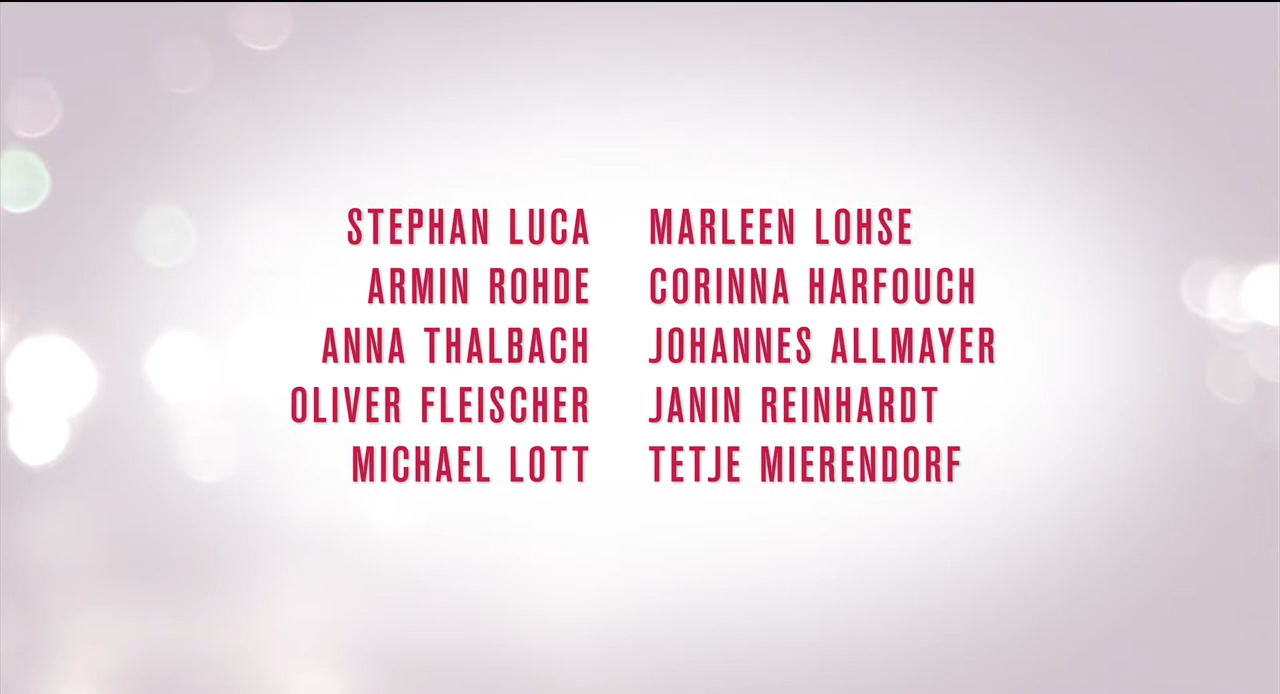 STEPHAN LUCA MARLEEN LOHSE
ARMIN ROHDE CORINNA HARFOUCH
ANNA THALBACH JOHANNES ALLMAYER
OLIVER FLEISCHER JANIN REINHARDT
MICHAEL LOTT TETJE MIERENDORF